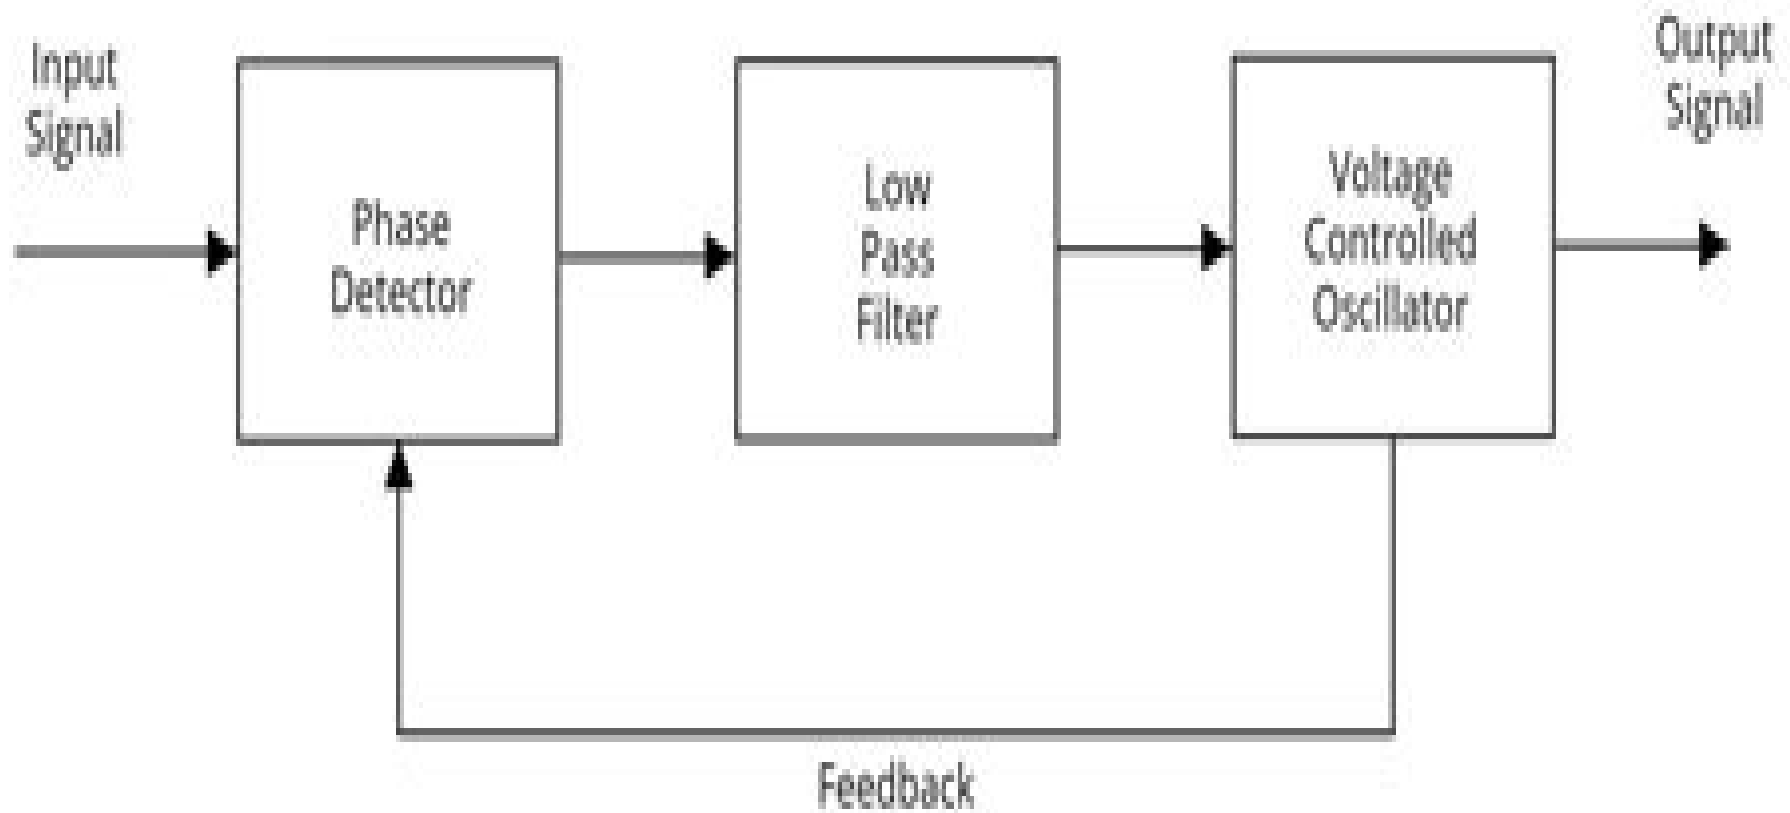 Input
Signal
Phase
Detector
Low
Pass
Filter
Voltage
Controlled
Oscillator
Output
Signal
Feedback